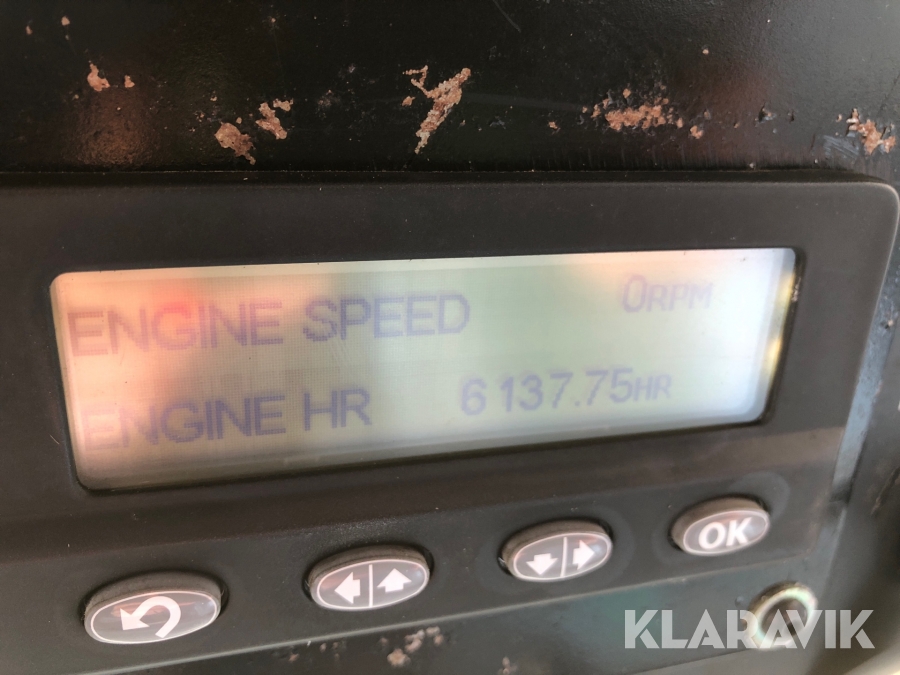 ENGINE SPEED 0RPM
ENGINE HR 6137.75HR
OK
KLARAVIK